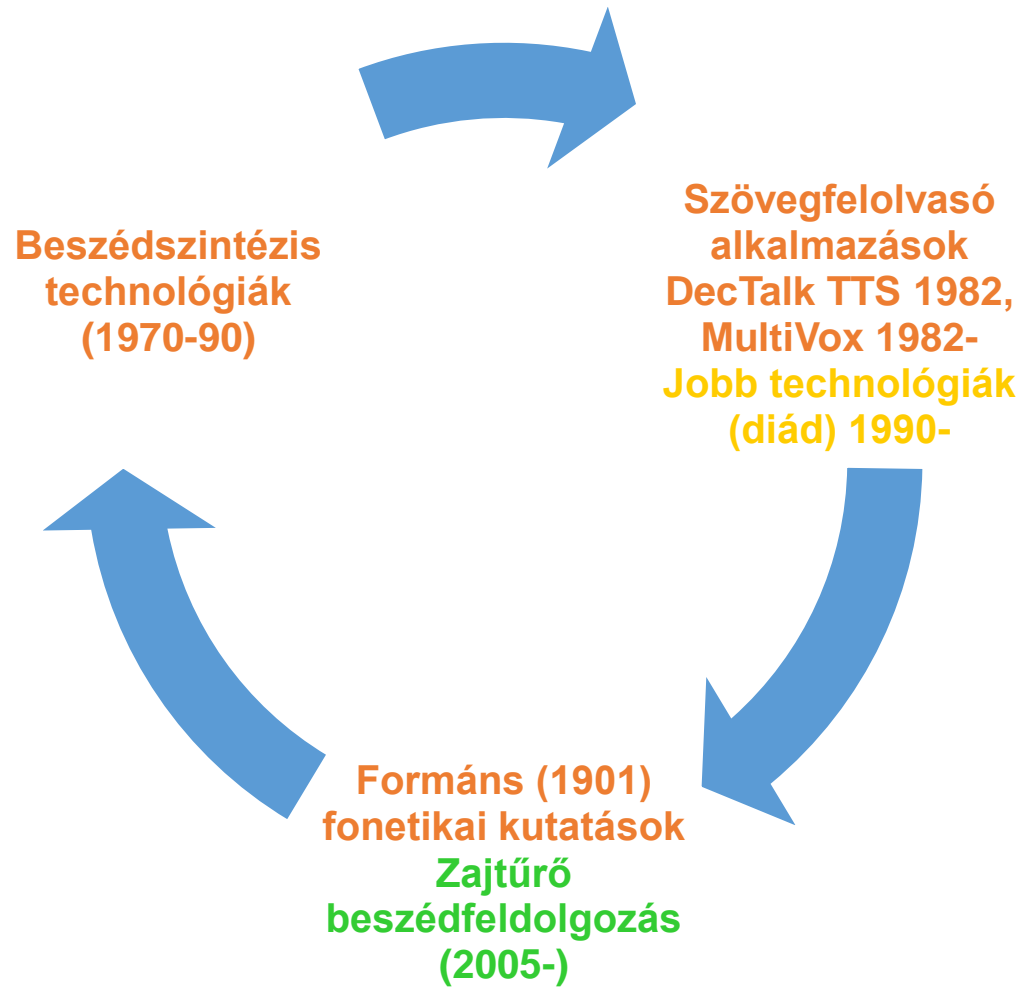 Beszédszintézis
technológiák
(1970-90)
Szövegfelolvasó
alkalmazások
DecTalk TTS 1982,
MultiVox 1982-
Jobb technológiák
(diád) 1990-
Formáns (1901)
fonetikai kutatások
Zajtűrő
beszédfeldolgozás
(2005-)